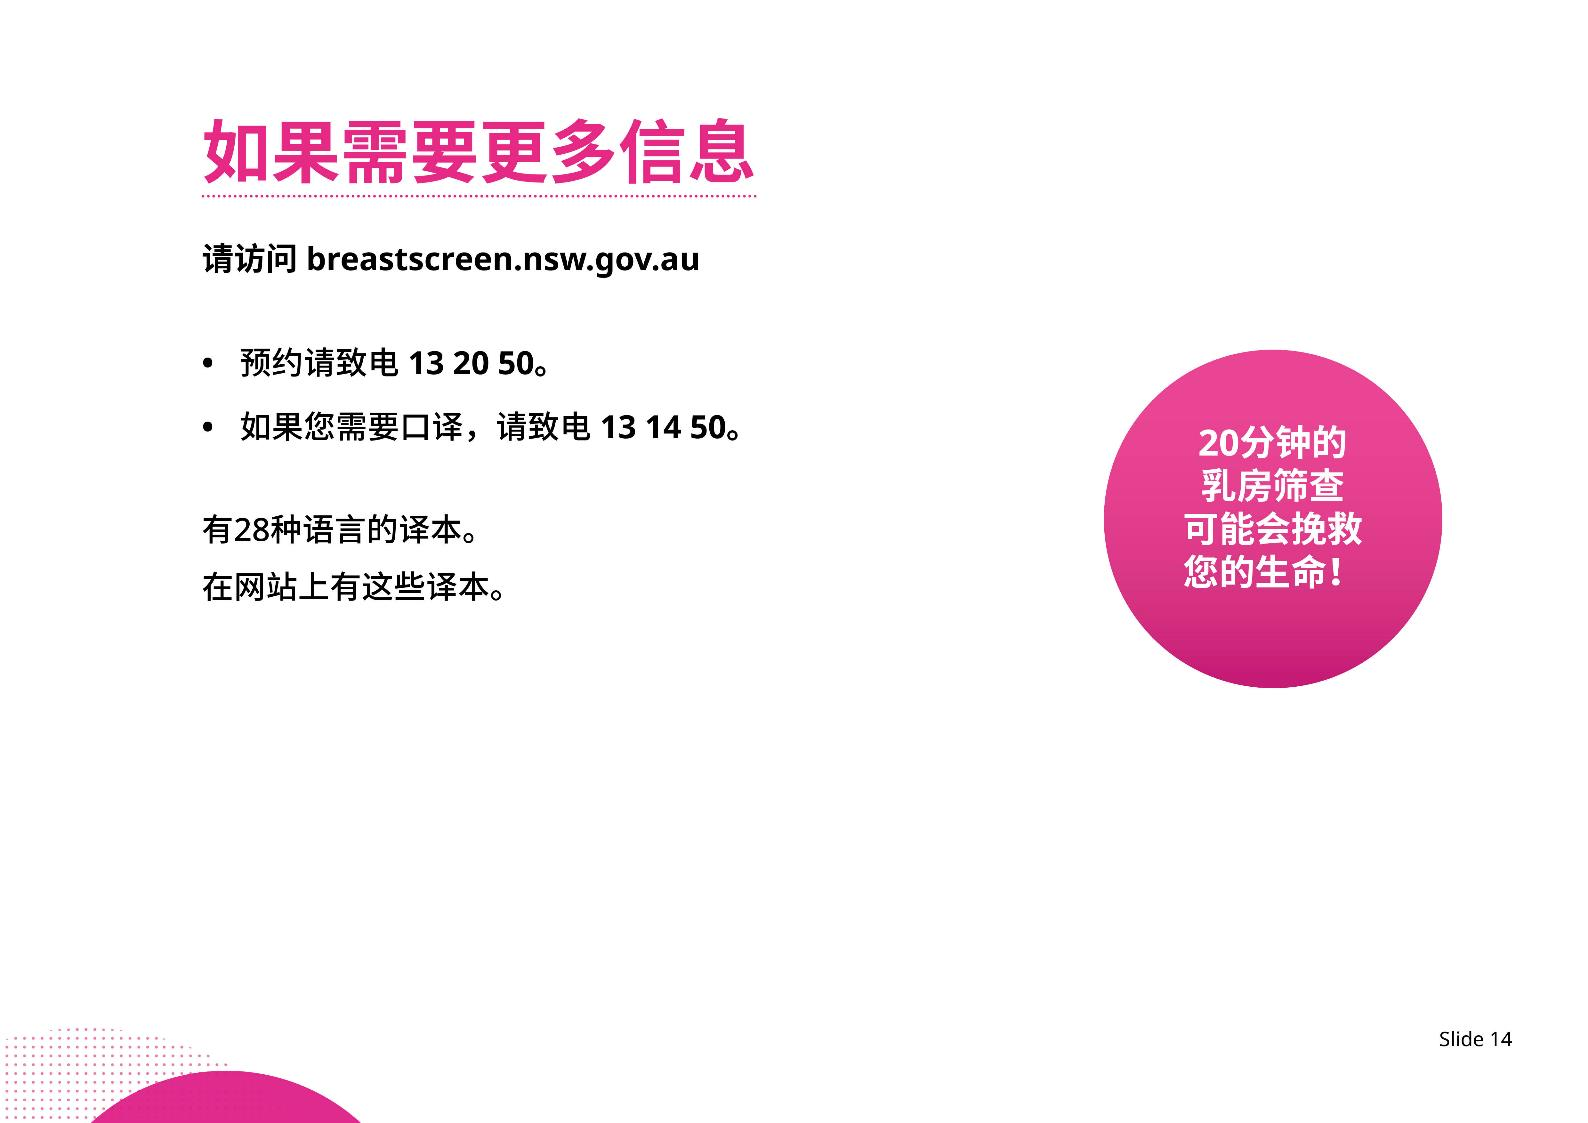 如果需要更多信息
请访问 breastscreen.nsw.gov.au
• 预约请致电 13 20 50。
• 如果您需要口译，请致电 13 14 50。
有28种语言的译本。
在网站上有这些译本。
20分钟的
乳房筛查
可能会挽救
您的生命！
Slide 14